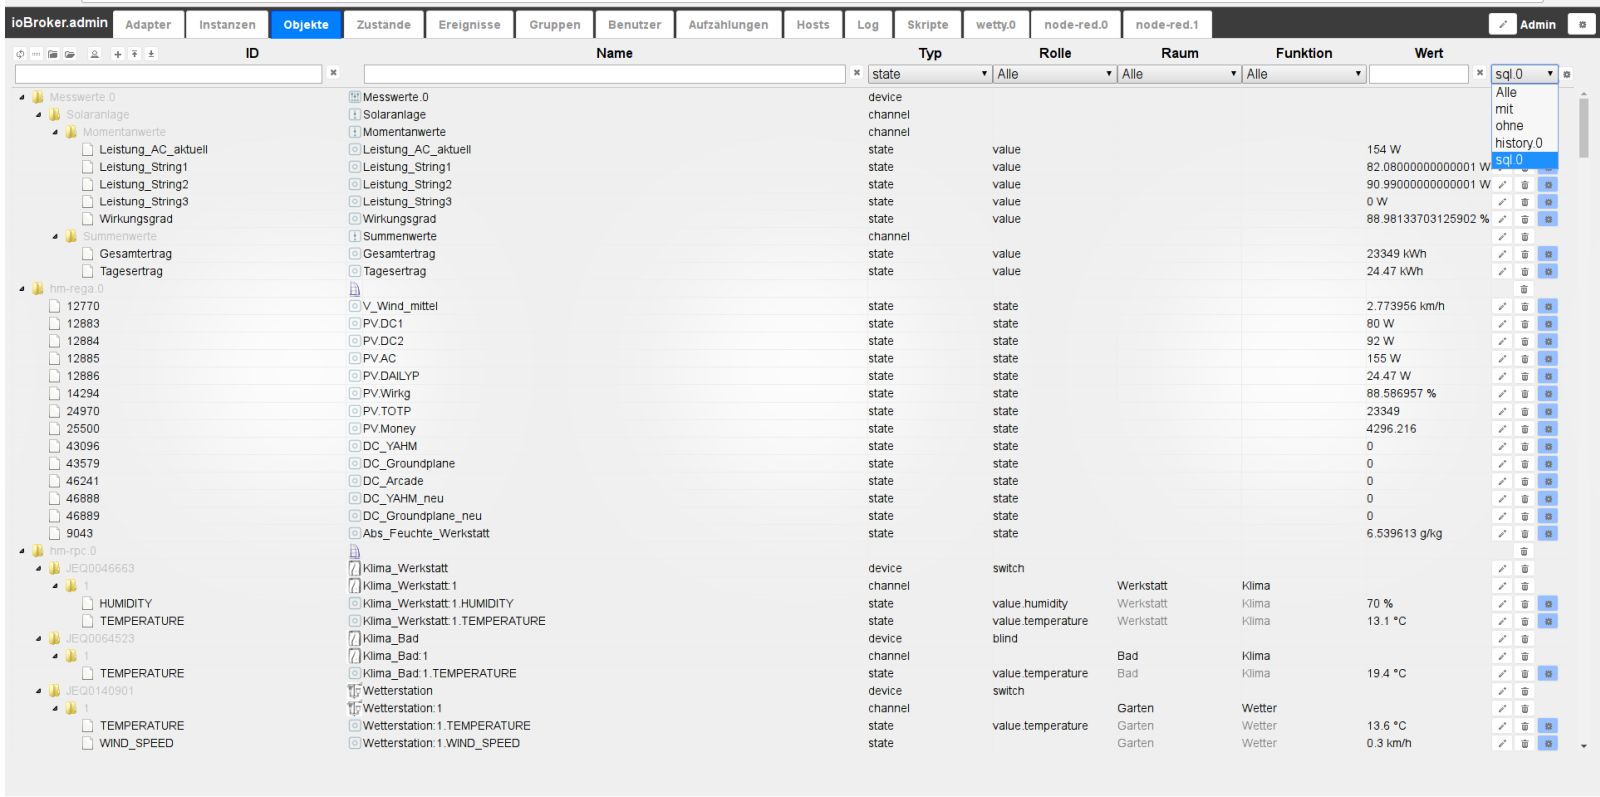 ioBroker.admin Adapter Instanzen Objekte Zustände Ereignisse Gruppen Benutzer Aufzählungen Hosts Log Skripte wetty.0 node-red.0 node-red.1 Admin
ID Name Typ Rolle Raum Funktion Wert
state Alle Alle Alle sql.0
Alle
mit
ohne
history.0
sql.0
Messwerte.0 Messwerte.0 device
Solaranlage Solaranlage channel
Momentanwerte Momentanwerte channel
Leistung_AC_aktuell Leistung_AC_aktuell state value 154 W
Leistung_String1 Leistung_String1 state value 82.08000000000001 W
Leistung_String2 Leistung_String2 state value 90.99000000000001 W
Leistung_String3 Leistung_String3 state value 0 W
Wirkungsgrad Wirkungsgrad state value 88.98133703125902 %
Summenwerte Summenwerte channel
Gesamtertrag Gesamtertrag state value 23349 kWh
Tagesertrag Tagesertrag state value 24.47 kWh
hm-rega.0
12770 V_Wind_mittel state state 2.773956 km/h
12883 PV.DC1 state state 80 W
12884 PV.DC2 state state 92 W
12885 PV.AC state state 155 W
12886 PV.DAILYP state state 24.47 W
14294 PV.Wirkg state state 88.586957 %
24970 PV.TOTP state state 23349
25500 PV.Money state state 4296.216
43096 DC_YAHM state state 0
43579 DC_Groundplane state state 0
46241 DC_Arcade state state 0
46888 DC_YAHM_neu state state 0
46889 DC_Groundplane_neu state state 0
9043 Abs_Feuchte_Werkstatt state state 6.539613 g/kg
hm-rpc.0
JEQ0046663 Klima_Werkstatt device switch
1 Klima_Werkstatt:1 channel Werkstatt Klima
HUMIDITY Klima_Werkstatt:1.HUMIDITY state value.humidity Werkstatt Klima 70 %
TEMPERATURE Klima_Werkstatt:1.TEMPERATURE state value.temperature Werkstatt Klima 13.1 °C
JEQ0064523 Klima_Bad device blind
1 Klima_Bad:1 channel Bad Klima
TEMPERATURE Klima_Bad:1.TEMPERATURE state value.temperature Bad Klima 19.4 °C
JEQ0140901 Wetterstation device switch
1 Wetterstation:1 channel Garten Wetter
TEMPERATURE Wetterstation:1.TEMPERATURE state value.temperature Garten Wetter 13.6 °C
WIND_SPEED Wetterstation:1.WIND_SPEED state Garten Wetter 0.3 km/h